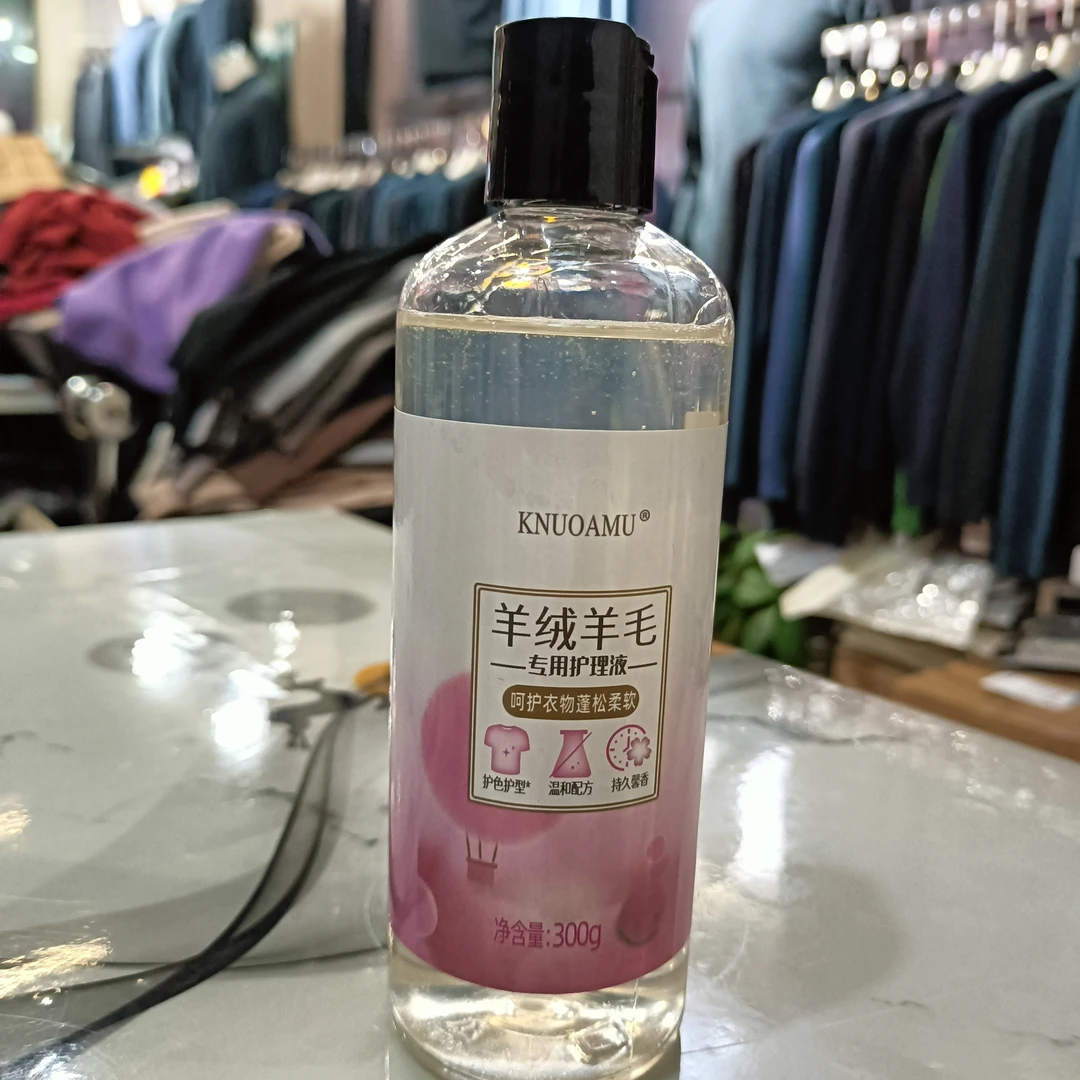 KNUOAMU®
羊绒羊毛
专用护理液
呵护衣物蓬松柔软
护色护型* 温和配方 持久馨香
净含量:300g